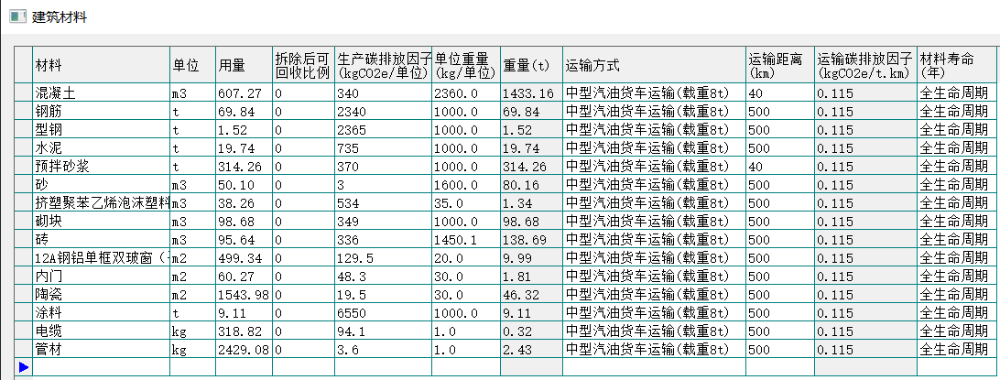 建筑材料
材料 单位 用量 拆除后可回收比例 生产碳排放因子(kgCO2e/单位) 单位重量(kg/单位) 重量(t) 运输方式 运输距离(km) 运输碳排放因子(kgCO2e/t.km) 材料寿命(年)
混凝土 m3 607.27 0 340 2360.0 1433.16 中型汽油货车运输(载重8t) 40 0.115 全生命周期
钢筋 t 69.84 0 2340 1000.0 69.84 中型汽油货车运输(载重8t) 500 0.115 全生命周期
型钢 t 1.52 0 2365 1000.0 1.52 中型汽油货车运输(载重8t) 500 0.115 全生命周期
水泥 t 19.74 0 735 1000.0 19.74 中型汽油货车运输(载重8t) 500 0.115 全生命周期
预拌砂浆 t 314.26 0 370 1000.0 314.26 中型汽油货车运输(载重8t) 40 0.115 全生命周期
砂 m3 50.10 0 3 1600.0 80.16 中型汽油货车运输(载重8t) 500 0.115 全生命周期
挤塑聚苯乙烯泡沫塑料 m3 38.26 0 534 35.0 1.34 中型汽油货车运输(载重8t) 500 0.115 全生命周期
砌块 m3 98.68 0 349 1000.0 98.68 中型汽油货车运输(载重8t) 500 0.115 全生命周期
砖 m3 95.64 0 336 1450.1 138.69 中型汽油货车运输(载重8t) 500 0.115 全生命周期
12A钢铝单框双玻窗( m2 499.34 0 129.5 20.0 9.99 中型汽油货车运输(载重8t) 500 0.115 全生命周期
内门 m2 60.27 0 48.3 30.0 1.81 中型汽油货车运输(载重8t) 500 0.115 全生命周期
陶瓷 m2 1543.98 0 19.5 30.0 46.32 中型汽油货车运输(载重8t) 500 0.115 全生命周期
涂料 t 9.11 0 6550 1000.0 9.11 中型汽油货车运输(载重8t) 500 0.115 全生命周期
电缆 kg 318.82 0 94.1 1.0 0.32 中型汽油货车运输(载重8t) 500 0.115 全生命周期
管材 kg 2429.08 0 3.6 1.0 2.43 中型汽油货车运输(载重8t) 500 0.115 全生命周期